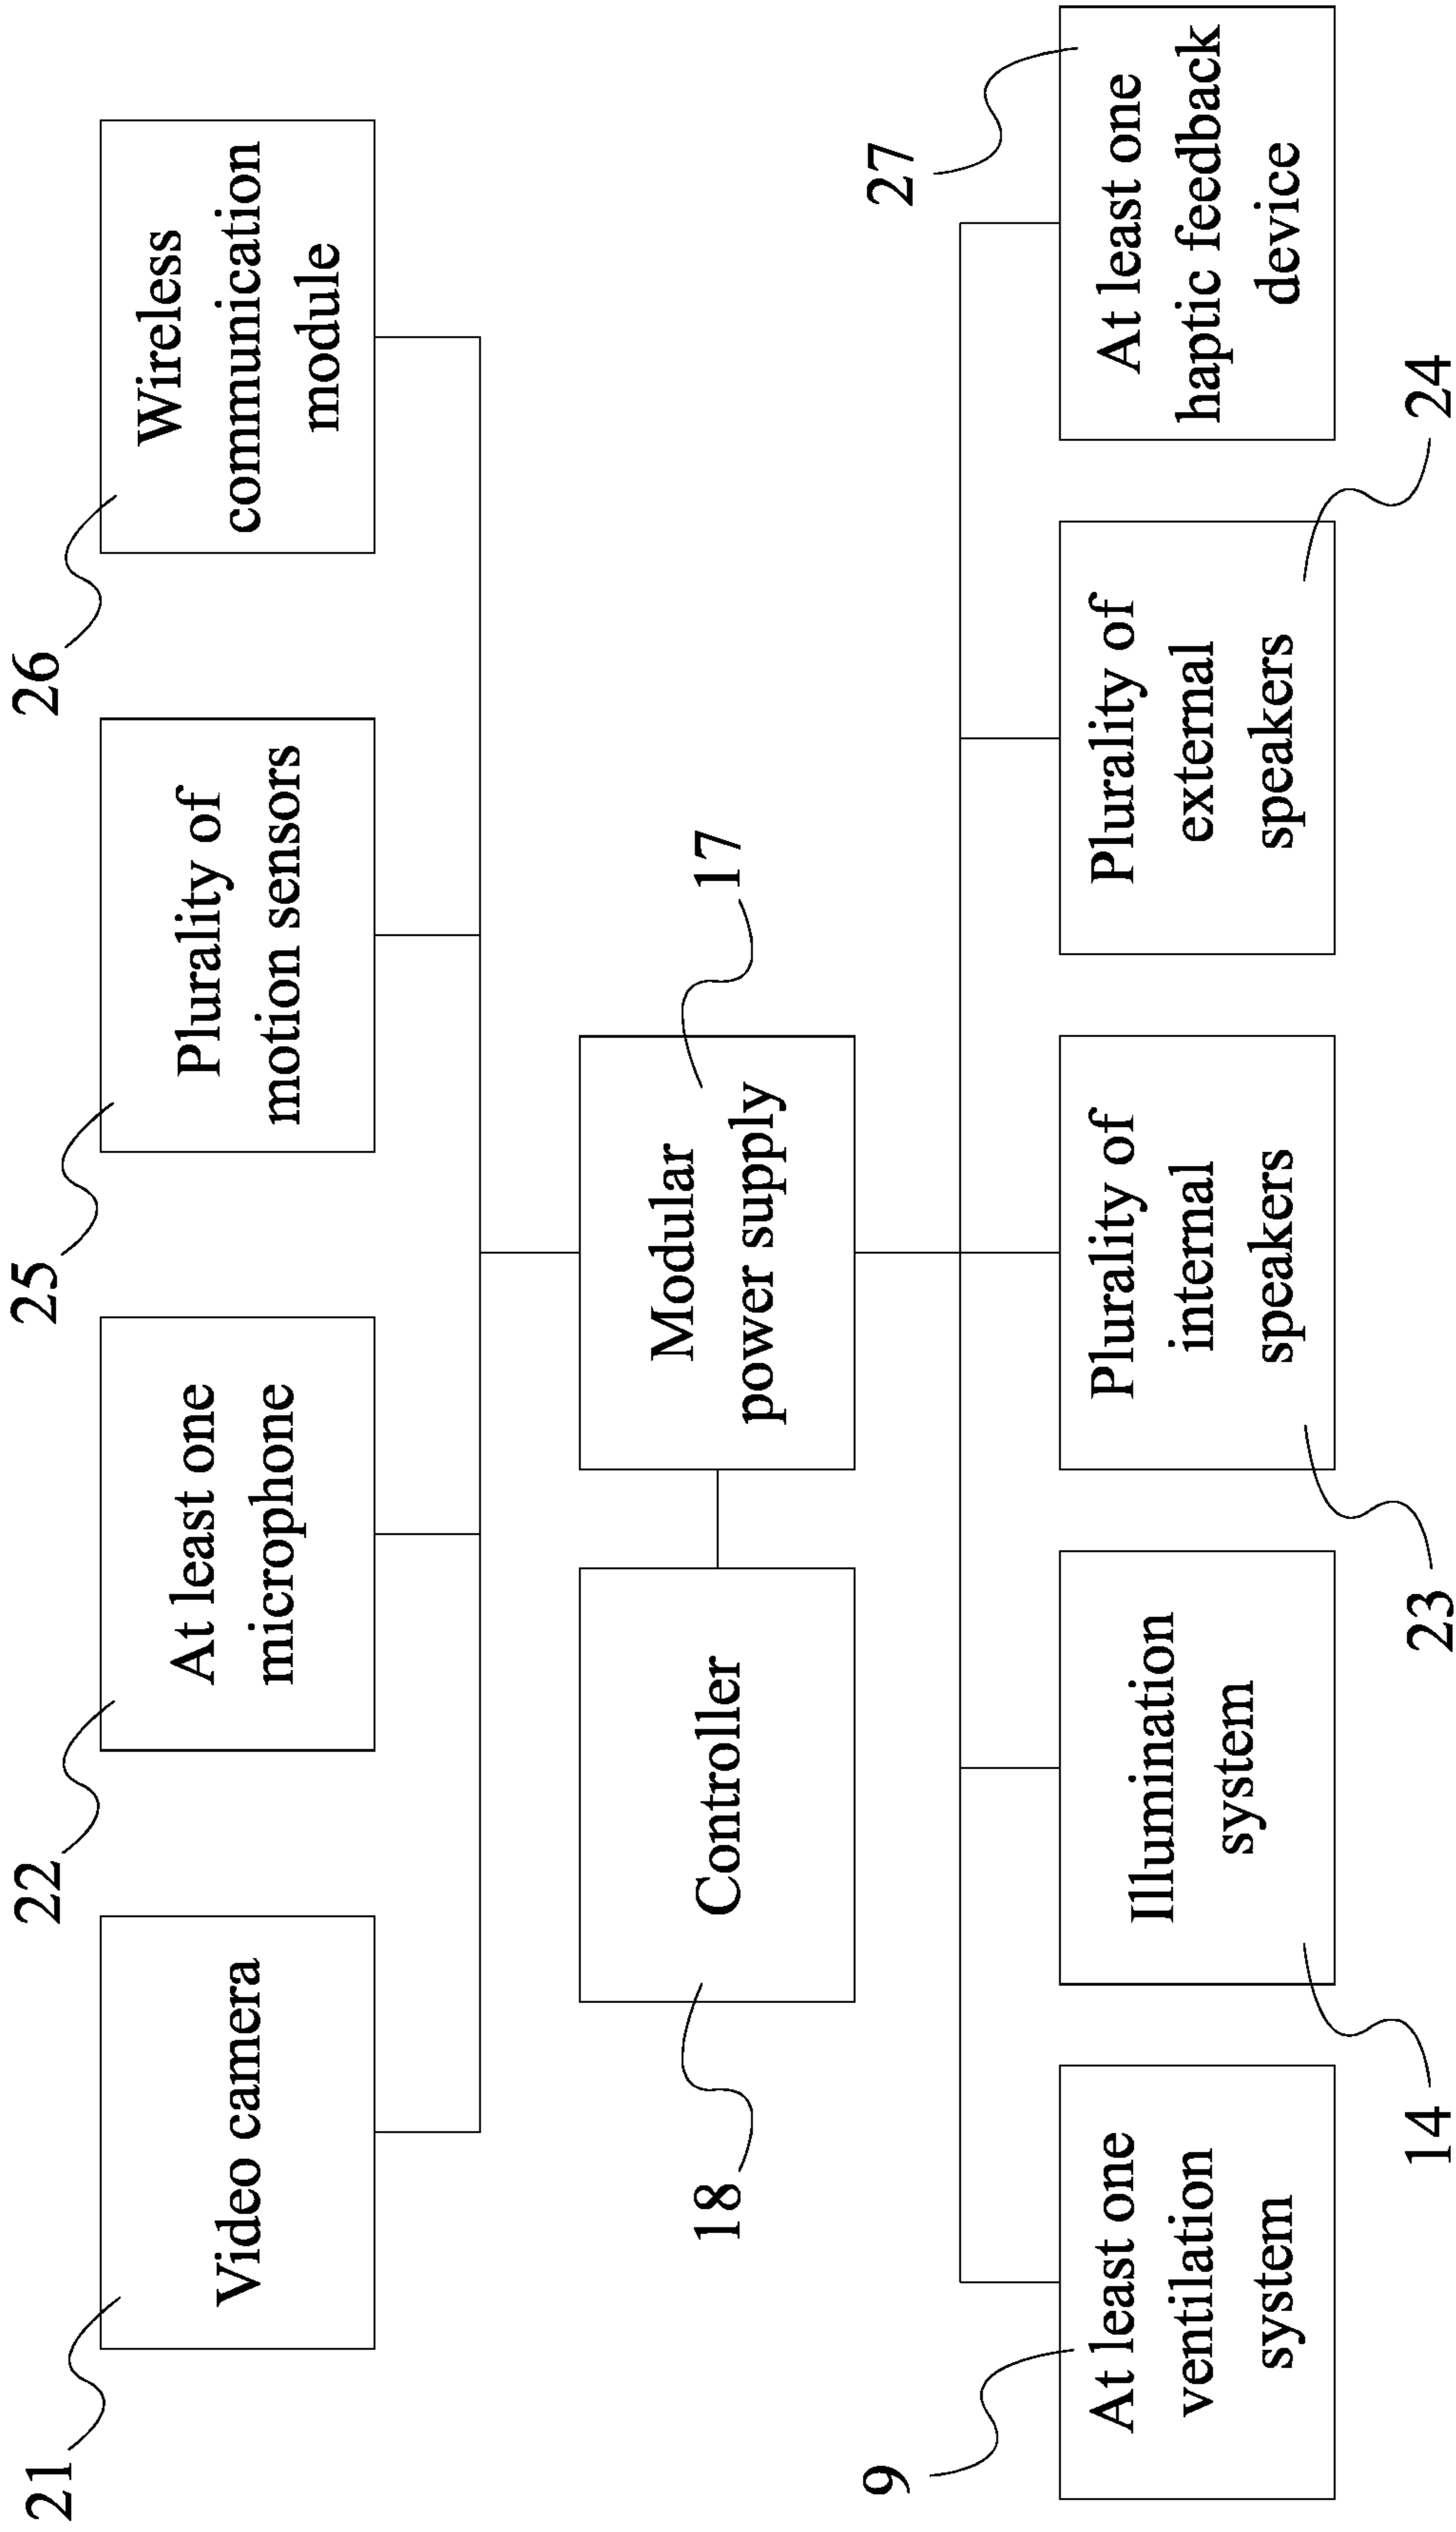 21
Video camera
22
At least one
microphone
25
Plurality of
motion sensors
26
Wireless
communication
module
18
Controller
Modular
power supply
17
9
At least one
ventilation
system
14
Illumination
system
23
Plurality of
internal
speakers
24
Plurality of
external
speakers
27
At least one
haptic feedback
device